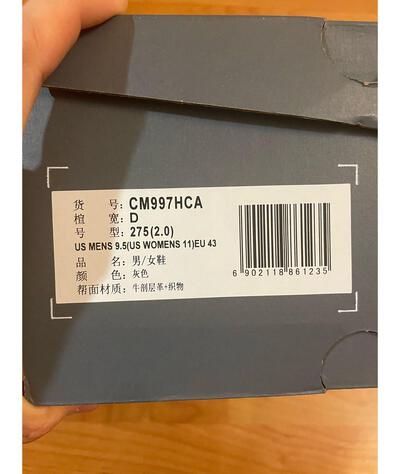 货 号: CM997HCA
楦 宽: D
号 型: 275(2.0)
US MENS 9.5(US WOMENS 11)EU 43
品 名: 男/女鞋
颜 色: 灰色
帮面材质: 牛剖层革+织物
6 902118 861235